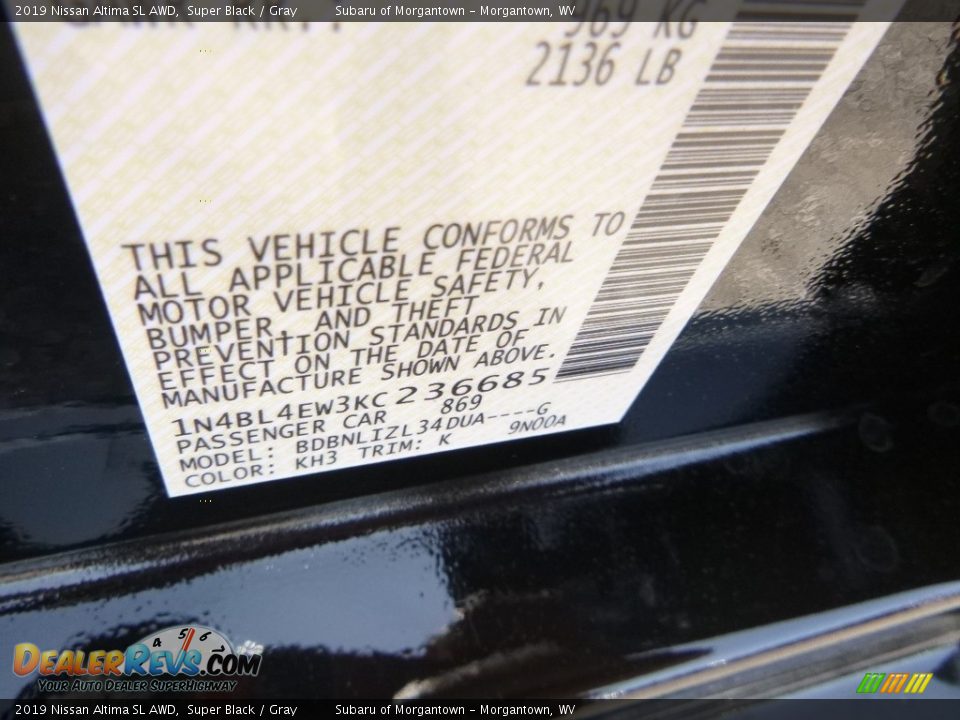 2019 Nissan Altima SL AWD, Super Black / Gray Subaru of Morgantown - Morgantown, WV
969 KG
2136 LB
THIS VEHICLE CONFORMS TO
ALL APPLICABLE FEDERAL
MOTOR VEHICLE SAFETY,
BUMPER, AND THEFT
PREVENTION STANDARDS IN
EFFECT ON THE DATE OF
MANUFACTURE SHOWN ABOVE.
1N4BL4EW3KC236685
PASSENGER CAR 869
MODEL: BDBNLIZL34DUA----G
COLOR: KH3 TRIM: K 9N00A
4 5 6
DEALERREVS.COM
YOUR AUTO DEALER SUPERHIGHWAY
2019 Nissan Altima SL AWD, Super Black / Gray Subaru of Morgantown - Morgantown, WV